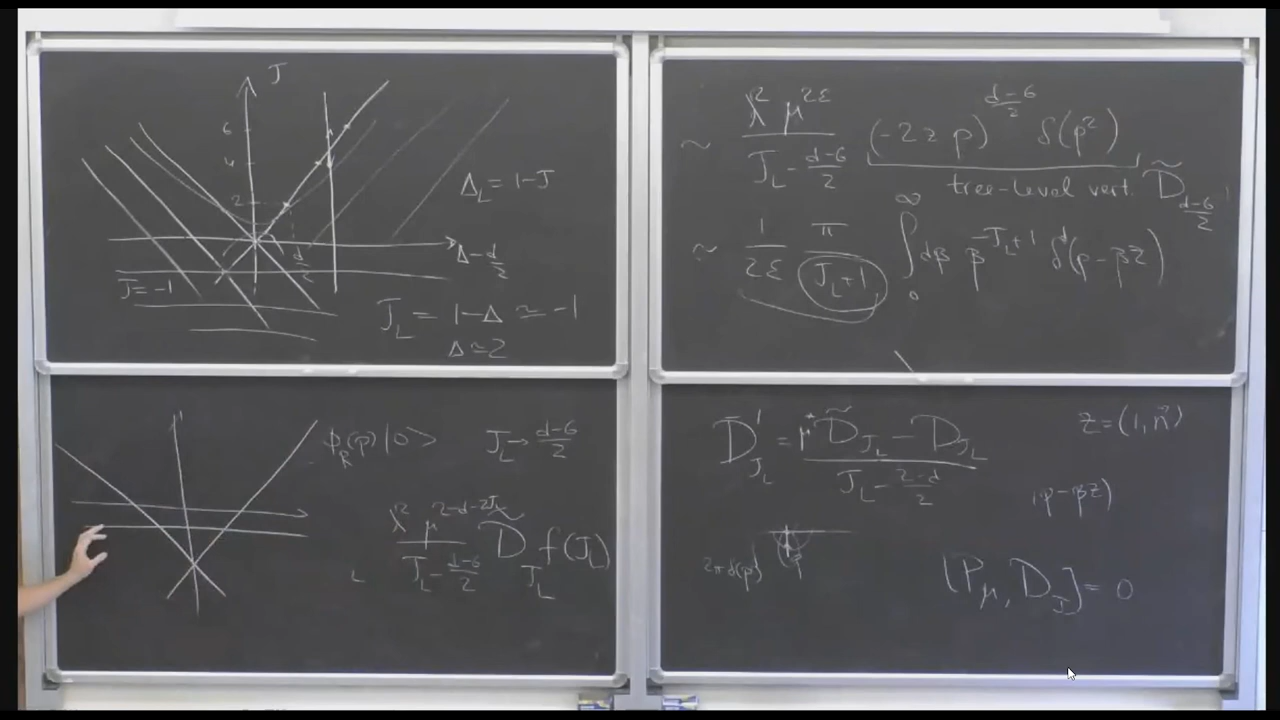 J
6
4
2
Δ_L = 1-J
Δ - d/2
d/2
J = -1
J_L = 1-Δ ≃ -1
Δ ≃ 2
~ λ² μ^{2ε} / (J_L - (d-6)/2) (-2 z p)^{(d-6)/2} δ(p²)
tree-level vert. D̃_{(d-6)/2}
~ 1/(2ε) π/(J_L+1) ∫_0^∞ dβ β^{-J_L+1} δ^d(p-βz)
φ_R(p)|0> J_L → (d-6)/2
λ² μ^{2-d-2J_L} / (J_L - (d-6)/2) D̃_{J_L} f(J_L)
D'_{J_L} = (μ D̃_{J_L} - D_{J_L}) / (J_L - (2-d)/2)
z = (1, n⃗)
p-βz)
2π δ(p²)
[P_μ, D_J] = 0